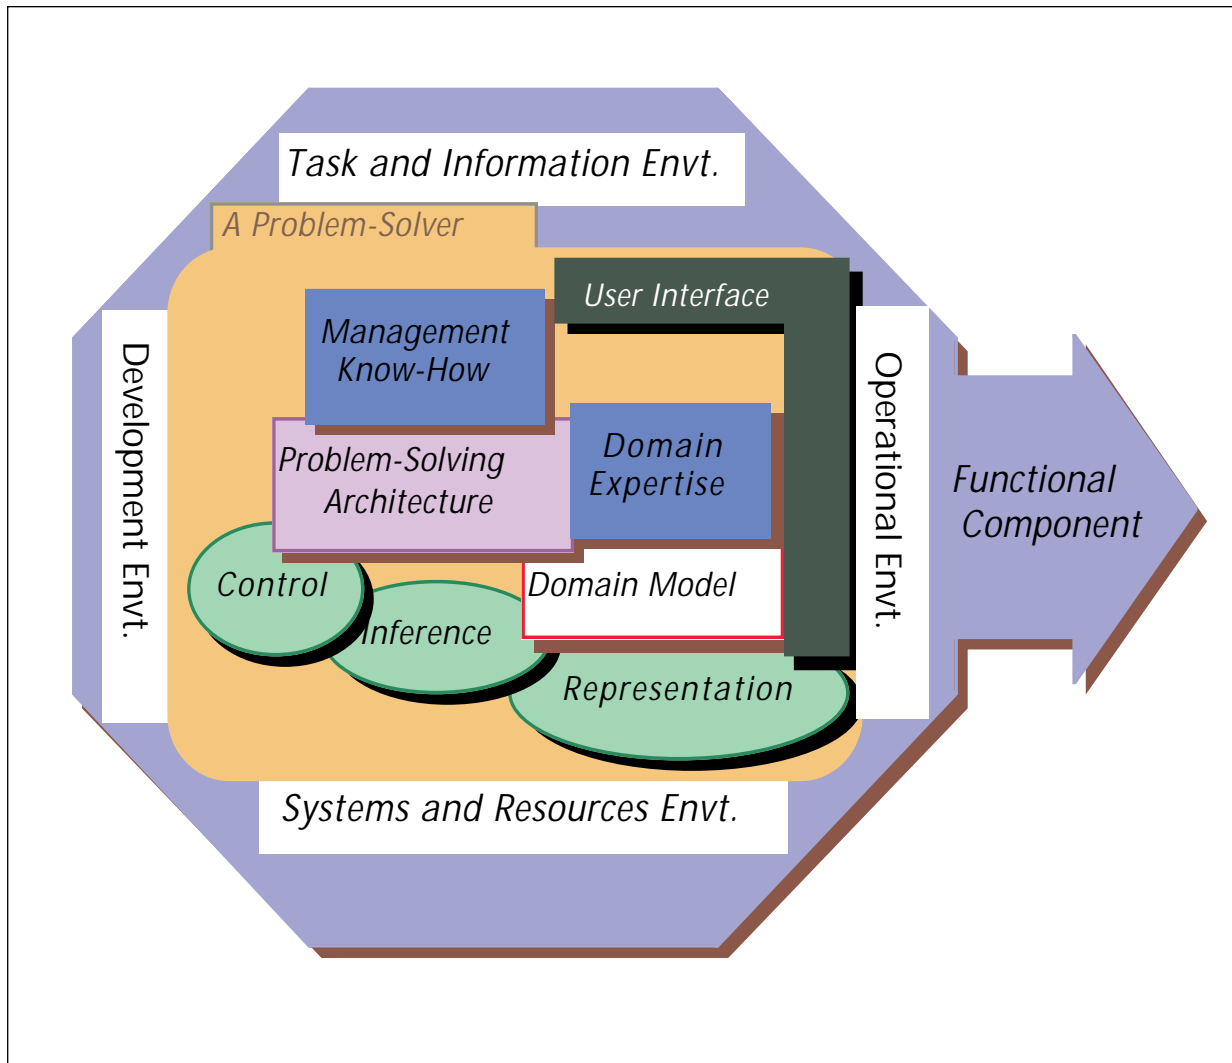 Task and Information Envt.
A Problem-Solver
User Interface
Management
Know-How
Development Envt.
Operational Envt.
Problem-Solving
Architecture
Domain
Expertise
Functional
Component
Control
Inference
Domain Model
Representation
Systems and Resources Envt.